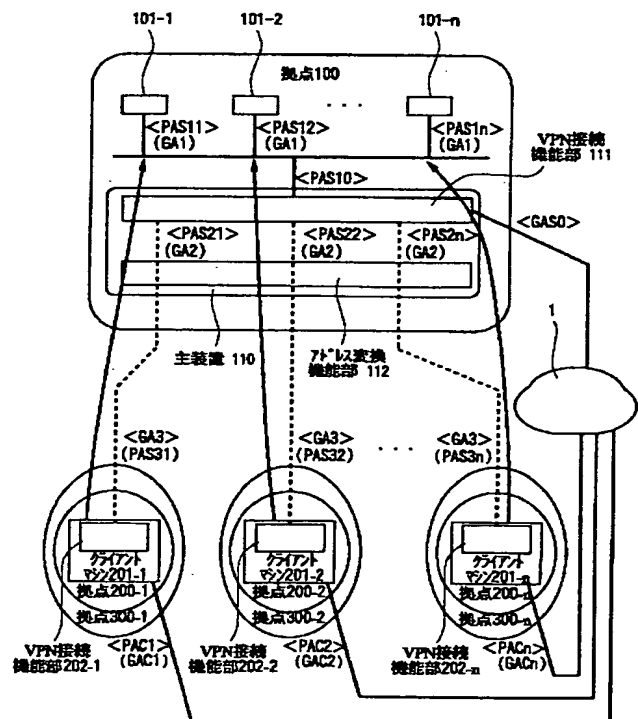 101-1 101-2 101-n
拠点100
・・・
<PAS11> <PAS12> <PAS1n>
(GA1) (GA1) (GA1)
VPN接続
機能部 111
<PAS10>
<GAS0>
<PAS21> <PAS22> <PAS2n>
(GA2) (GA2) (GA2)
1
主装置 110
アドレス変換
機能部 112
<GA3> <GA3> ・・・ <GA3>
(PAS31) (PAS32) (PAS3n)
クライアント クライアント クライアント
マシン201-1 マシン201-2 マシン201-n
拠点200-1 拠点200-2 拠点200-n
拠点300-1 拠点300-2 拠点300-n
<PAC1> <PAC2> <PACn>
(GAC1) (GAC2) (GACn)
VPN接続 VPN接続 VPN接続
機能部202-1 機能部202-2 機能部202-n